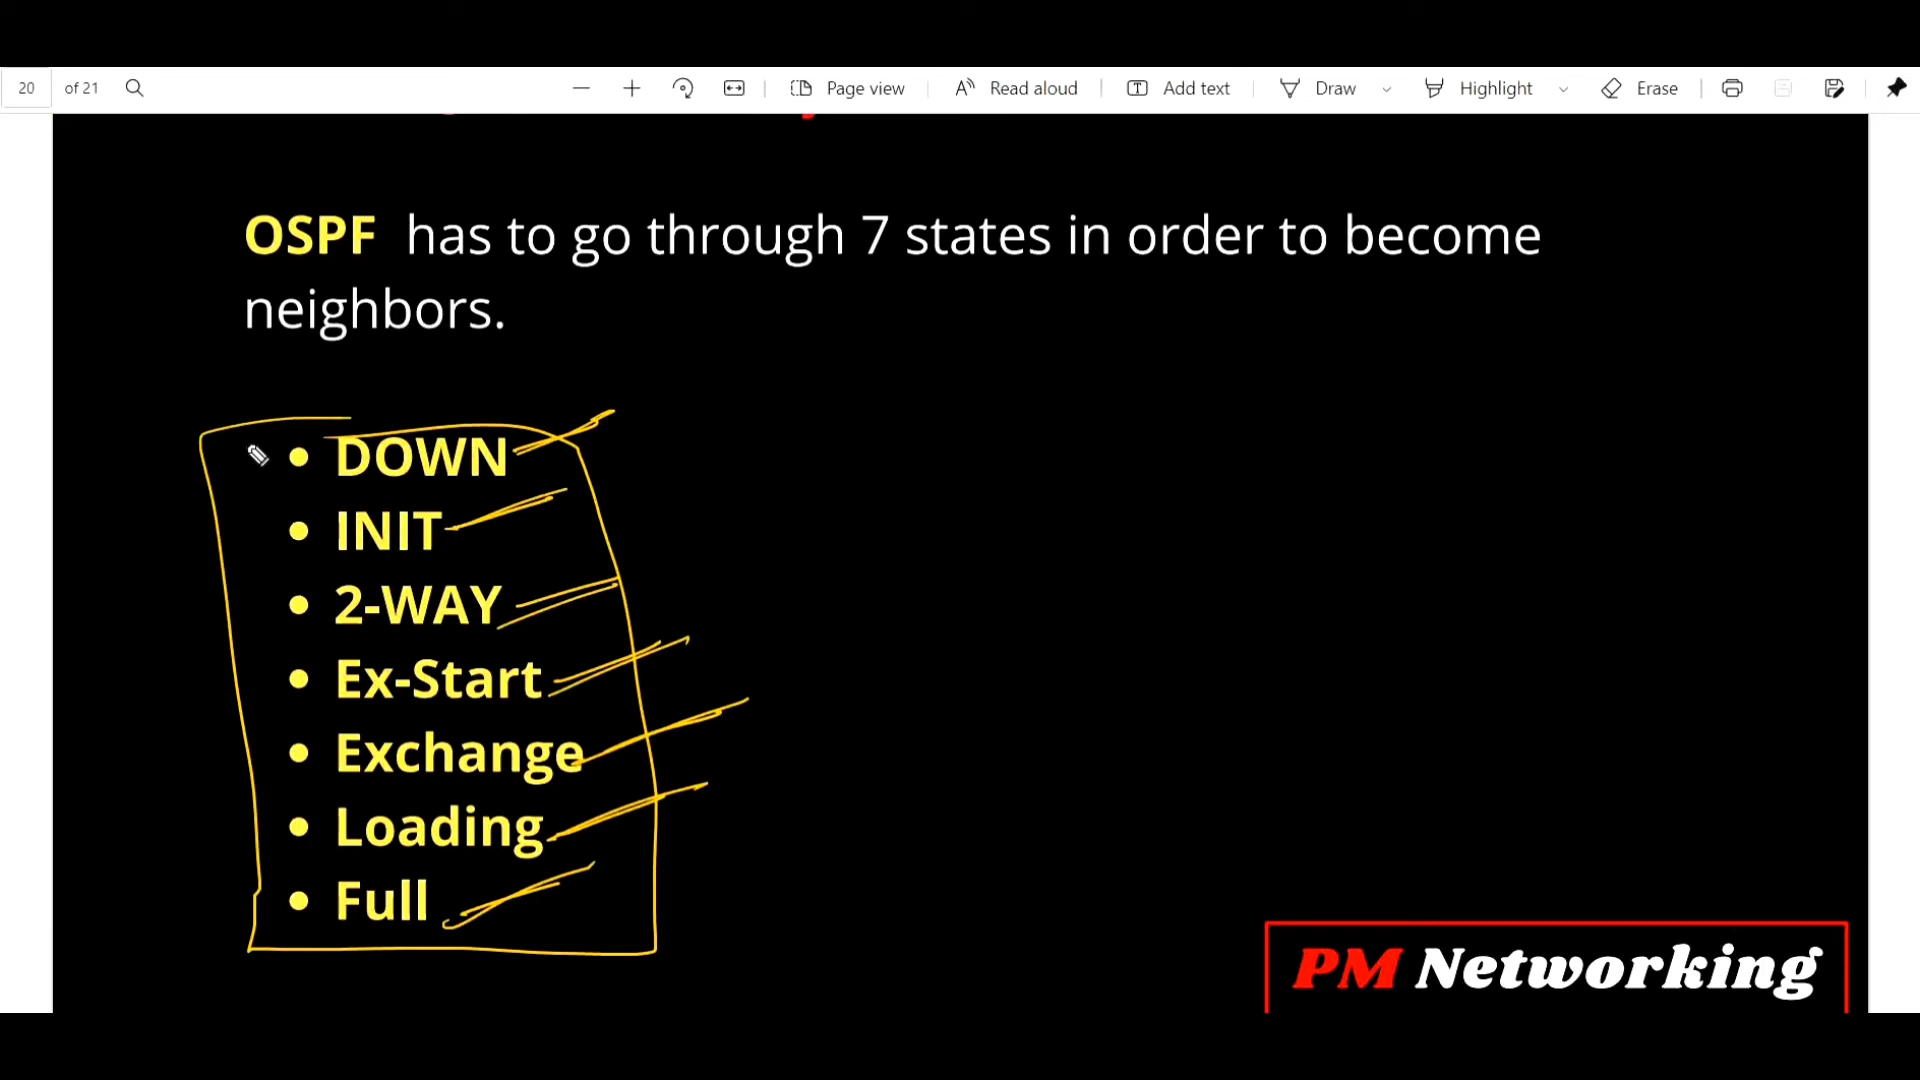 20 of 21 Page view Read aloud Add text Draw Highlight Erase
OSPF has to go through 7 states in order to become
neighbors.
• DOWN
• INIT
• 2-WAY
• Ex-Start
• Exchange
• Loading
• Full
PM Networking